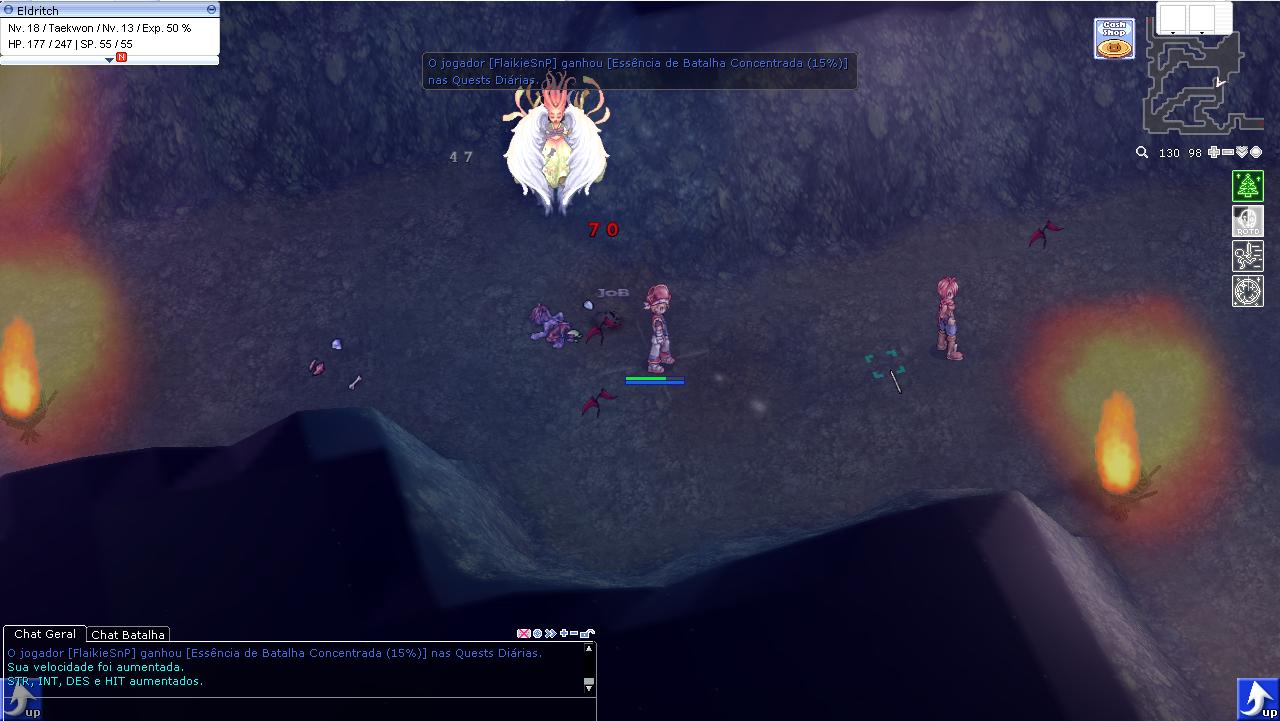 Eldritch
Nv. 18 / Taekwon / Nv. 13 / Exp. 50 %
HP. 177 / 247 | SP. 55 / 55
N
O jogador [FlaikieSnP] ganhou [Essência de Batalha Concentrada (15%)]
nas Quests Diárias.
Cash
Shop
130 98
ROTD
47
70
JoB
Chat Geral
Chat Batalha
O jogador [FlaikieSnP] ganhou [Essência de Batalha Concentrada (15%)] nas Quests Diárias.
Sua velocidade foi aumentada.
STR, INT, DES e HIT aumentados.
up
up